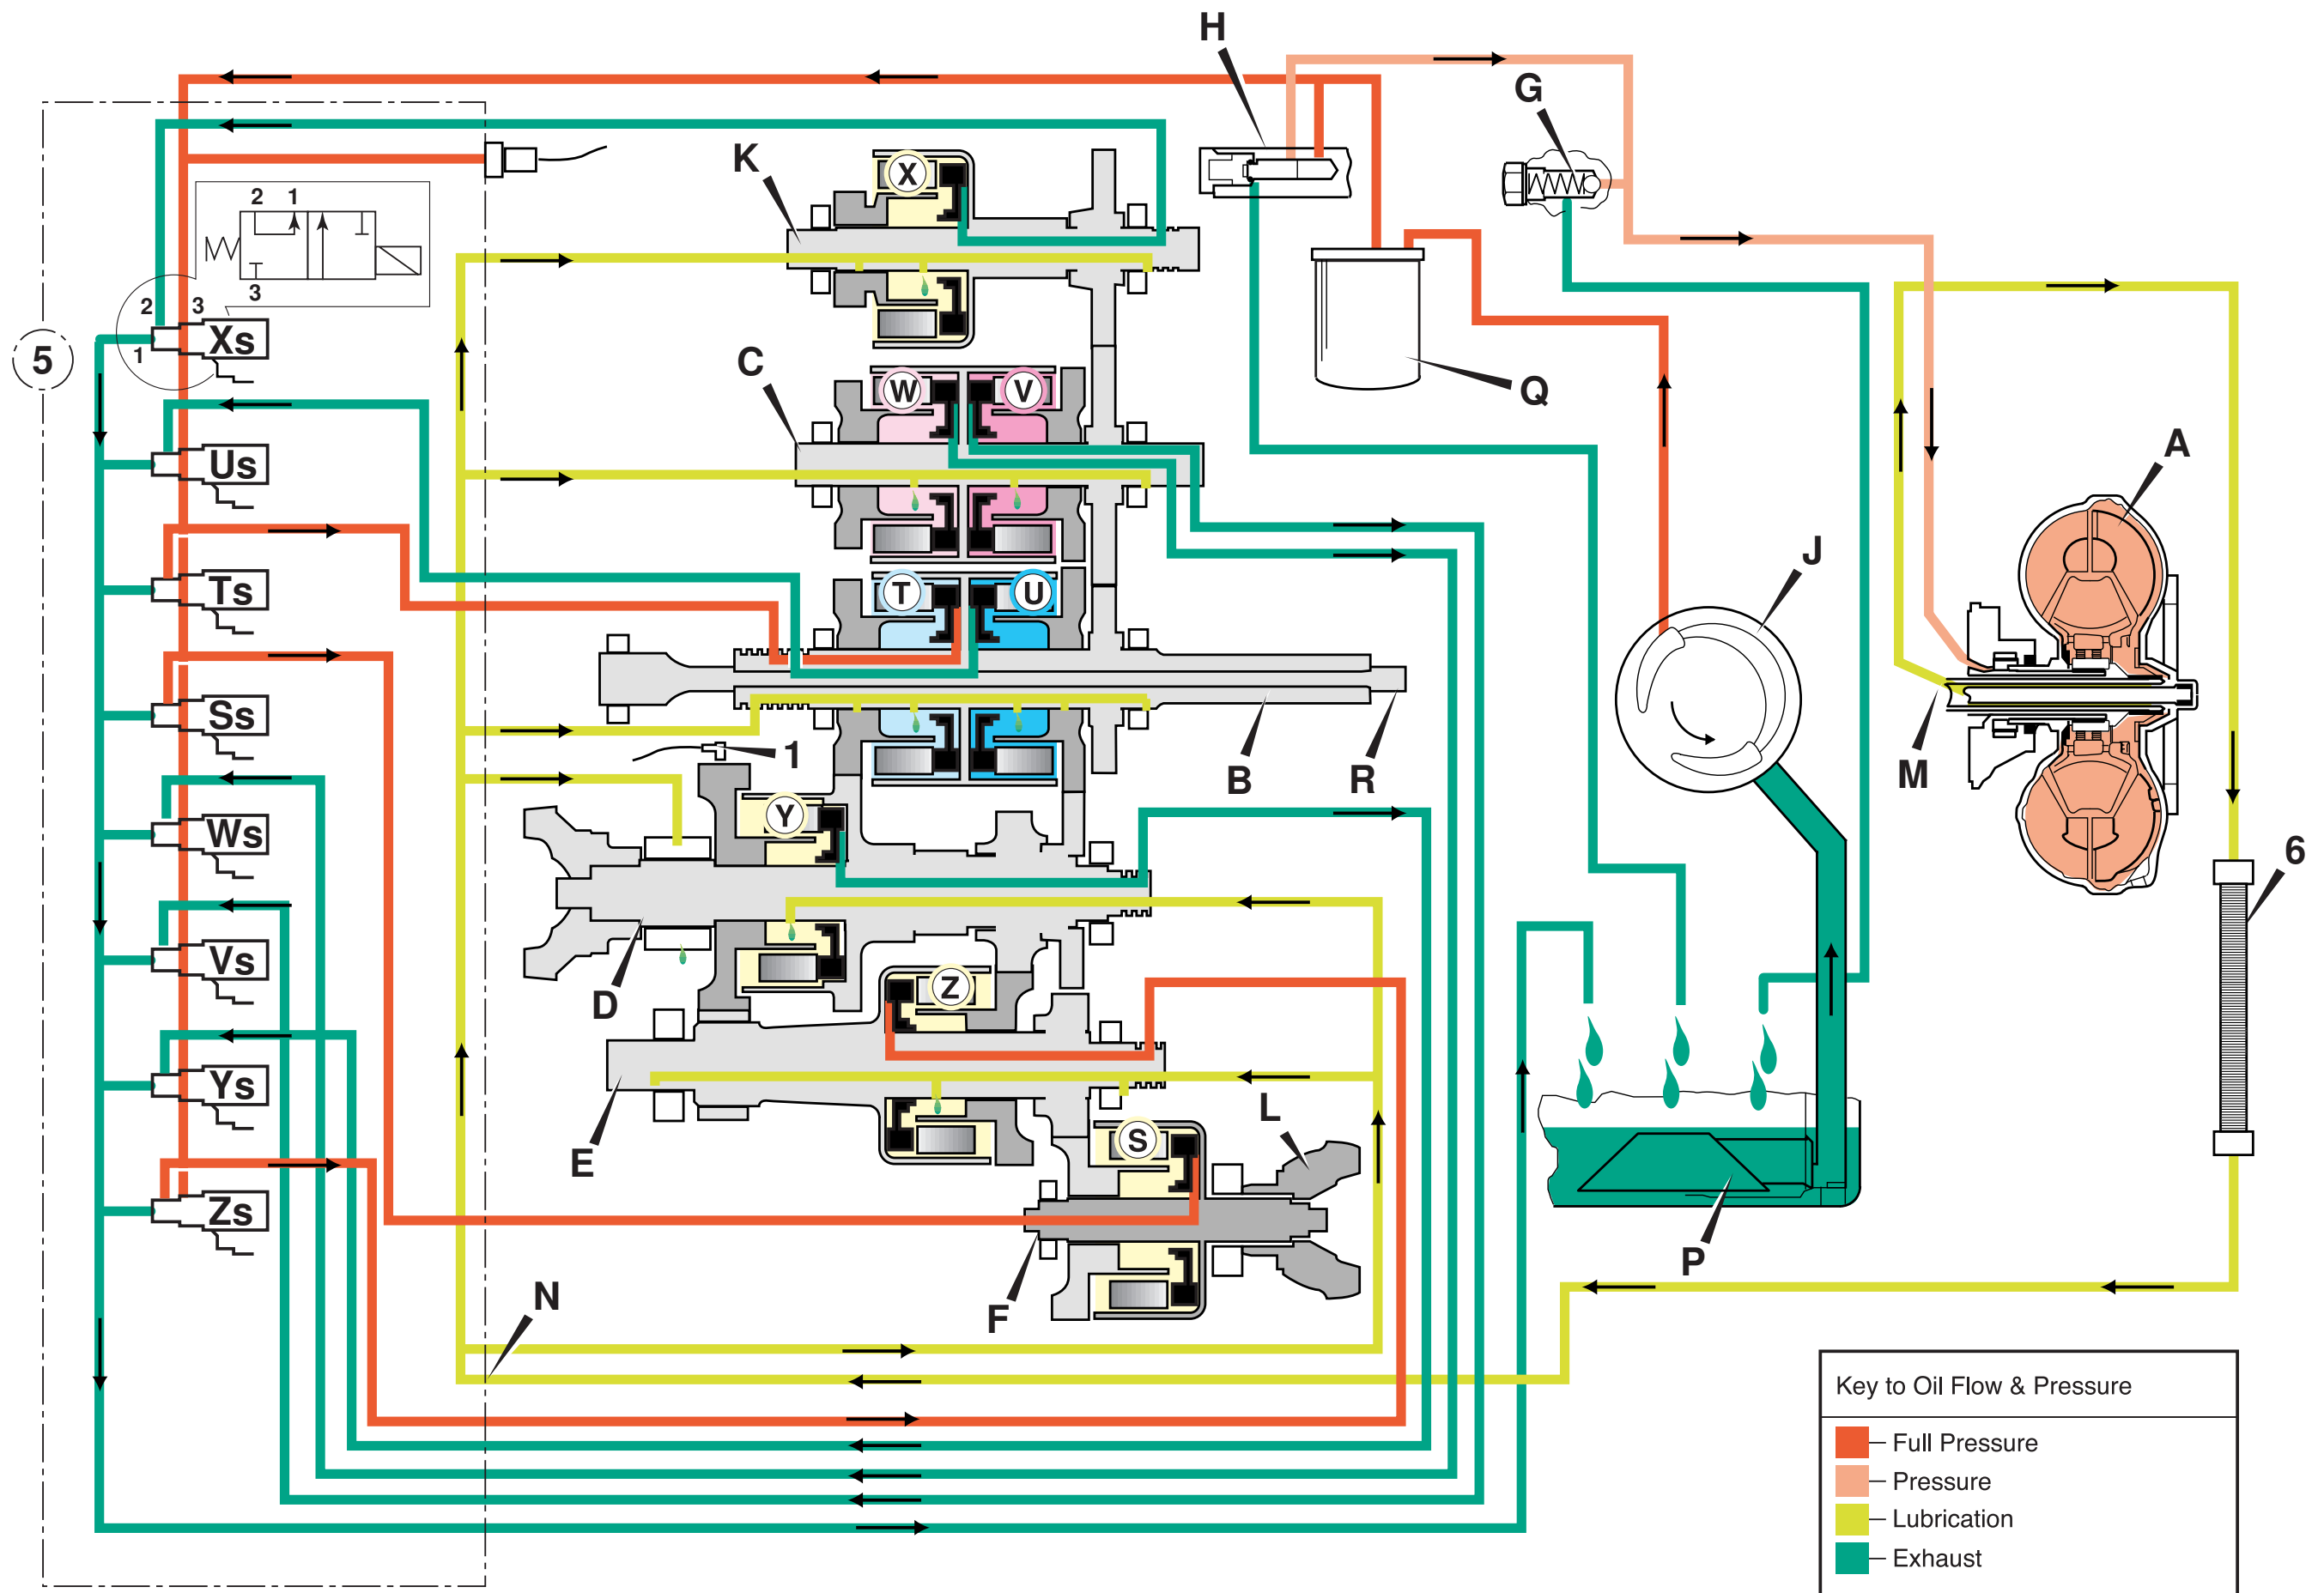 H
G
K
X
2 1
3
2 3
1
Xs
5
C
W V
Q
A
Us
J
Ts
T U
Ss
M
1
B
R
Y
Ws
6
Vs
D
Z
Ys
L
E
S
Zs
P
N
F
Key to Oil Flow & Pressure
Full Pressure
Pressure
Lubrication
Exhaust